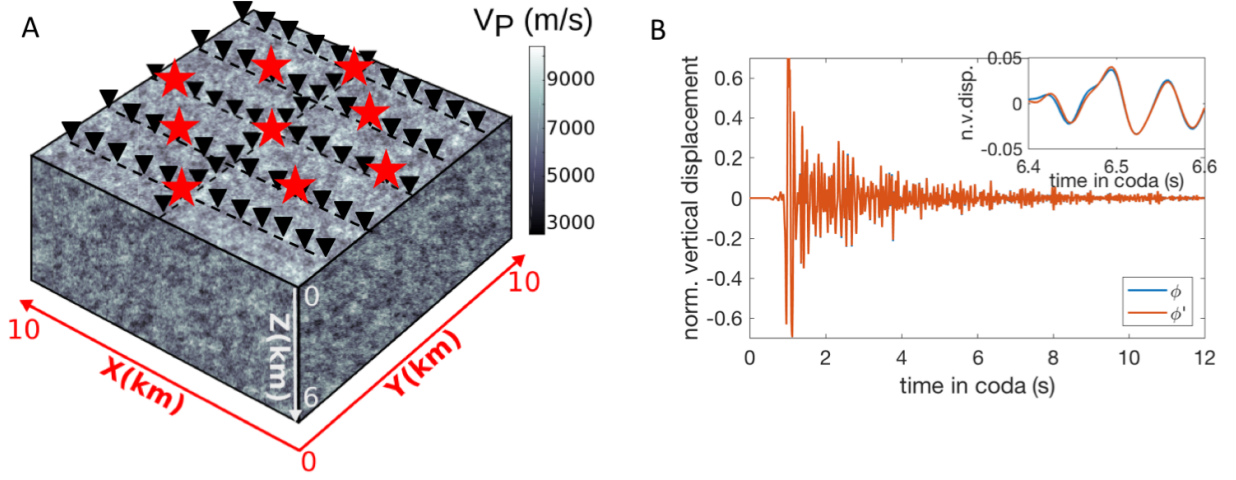 A
V_P (m/s)
9000
7000
5000
3000
0
Z(km)
6
10
X(km)
0
Y(km)
10
B
norm. vertical displacement
0.6
0.4
0.2
0
-0.2
-0.4
-0.6
0 2 4 6 8 10 12
time in coda (s)
n.v.disp.
0.05
0
-0.05
6.4 6.5 6.6
time in coda (s)
ϕ
ϕ'